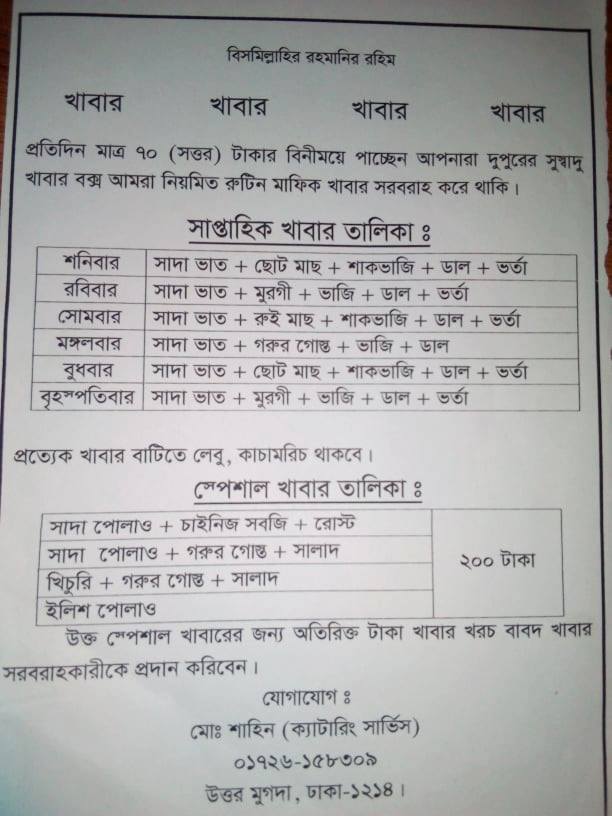 বিসমিল্লাহির রহমানির রহিম
খাবার খাবার খাবার খাবার
প্রতিদিন মাত্র ৭০ (সত্তর) টাকার বিনীময়ে পাচ্ছেন আপনারা দুপুরের সুস্বাদু
খাবার বক্স আমরা নিয়মিত রুটিন মাফিক খাবার সরবরাহ করে থাকি।
সাপ্তাহিক খাবার তালিকা ঃ
শনিবার সাদা ভাত + ছোট মাছ + শাকভাজি + ডাল + ভর্তা
রবিবার সাদা ভাত + মুরগী + ভাজি + ডাল + ভর্তা
সোমবার সাদা ভাত + রুই মাছ + শাকভাজি + ডাল + ভর্তা
মঙ্গলবার সাদা ভাত + গরুর গোস্ত + ভাজি + ডাল
বুধবার সাদা ভাত + ছোট মাছ + শাকভাজি + ডাল + ভর্তা
বৃহস্পতিবার সাদা ভাত + মুরগী + ভাজি + ডাল + ভর্তা
প্রত্যেক খাবার বাটিতে লেবু, কাচামরিচ থাকবে।
স্পেশাল খাবার তালিকা ঃ
সাদা পোলাও + চাইনিজ সবজি + রোস্ট
সাদা পোলাও + গরুর গোস্ত + সালাদ
২০০ টাকা
খিচুরি + গরুর গোস্ত + সালাদ
ইলিশ পোলাও
উক্ত স্পেশাল খাবারের জন্য অতিরিক্ত টাকা খাবার খরচ বাবদ খাবার
সরবরাহকারীকে প্রদান করিবেন।
যোগাযোগ ঃ
মোঃ শাহিন (ক্যাটারিং সার্ভিস)
০১৭২৬-১৫৮৩০৯
উত্তর মুগদা, ঢাকা-১২১৪।